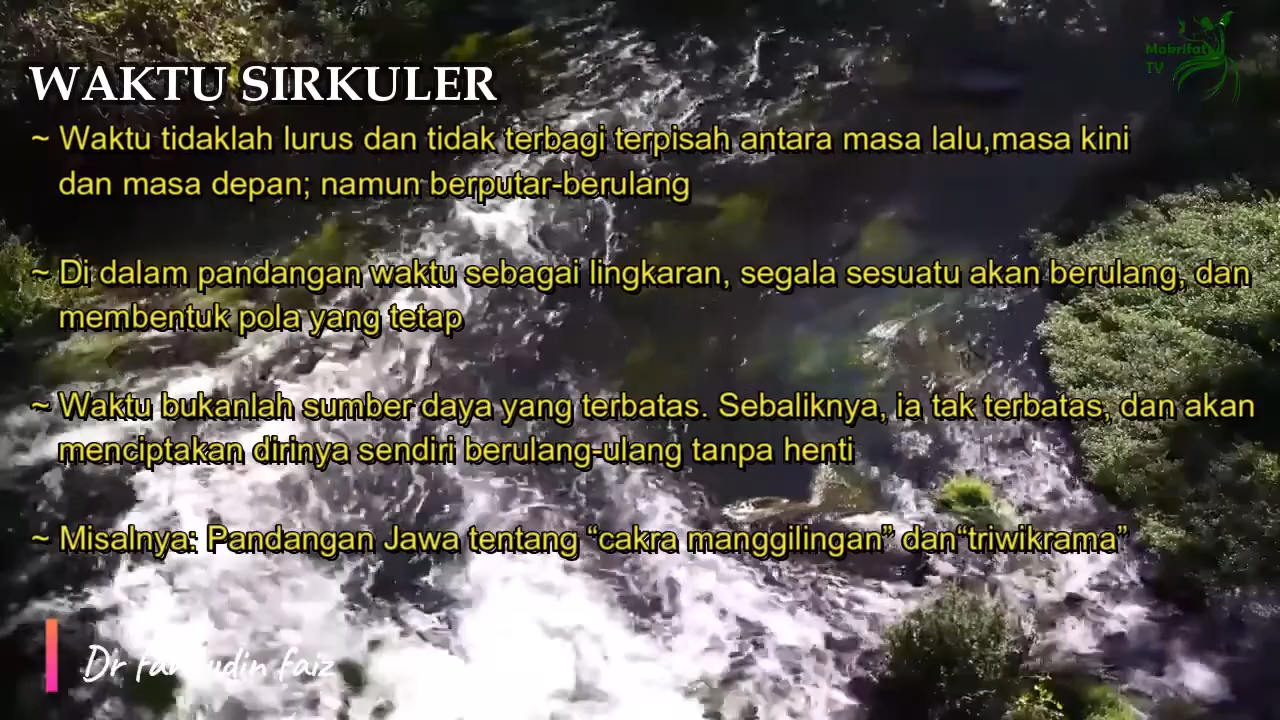 Makrifat
TV
WAKTU SIRKULER
~ Waktu tidaklah lurus dan tidak terbagi terpisah antara masa lalu,masa kini
dan masa depan; namun berputar-berulang
~ Di dalam pandangan waktu sebagai lingkaran, segala sesuatu akan berulang, dan
membentuk pola yang tetap
~ Waktu bukanlah sumber daya yang terbatas. Sebaliknya, ia tak terbatas, dan akan
menciptakan dirinya sendiri berulang-ulang tanpa henti
~ Misalnya: Pandangan Jawa tentang “cakra manggilingan” dan“triwikrama”
Dr faiz